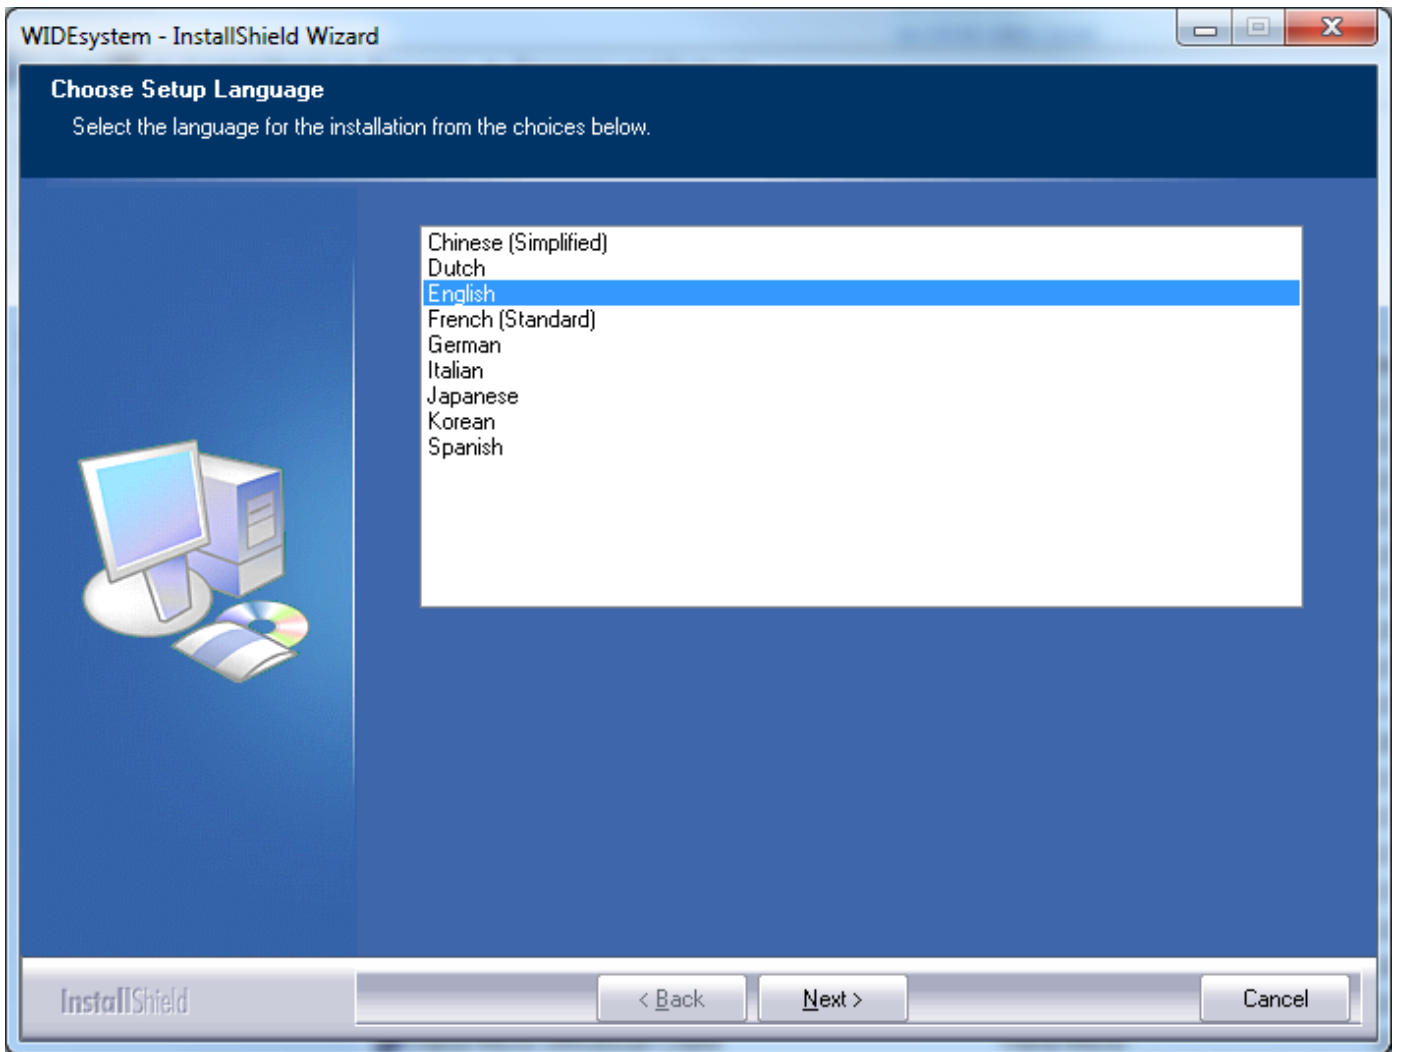 WIDEsystem - InstallShield Wizard
Choose Setup Language
Select the language for the installation from the choices below.
Chinese (Simplified)
Dutch
English
French (Standard)
German
Italian
Japanese
Korean
Spanish
InstallShield
< Back
Next >
Cancel